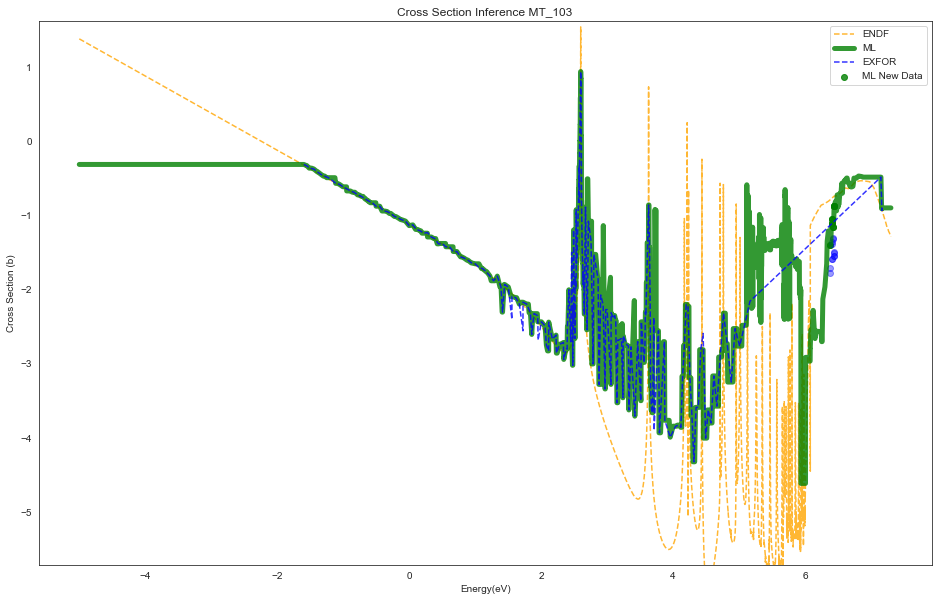 Cross Section Inference MT_103
ENDF
ML
EXFOR
ML New Data
Cross Section (b)
1
0
−1
−2
−3
−4
−5
−4
−2
0
2
4
6
Energy(eV)